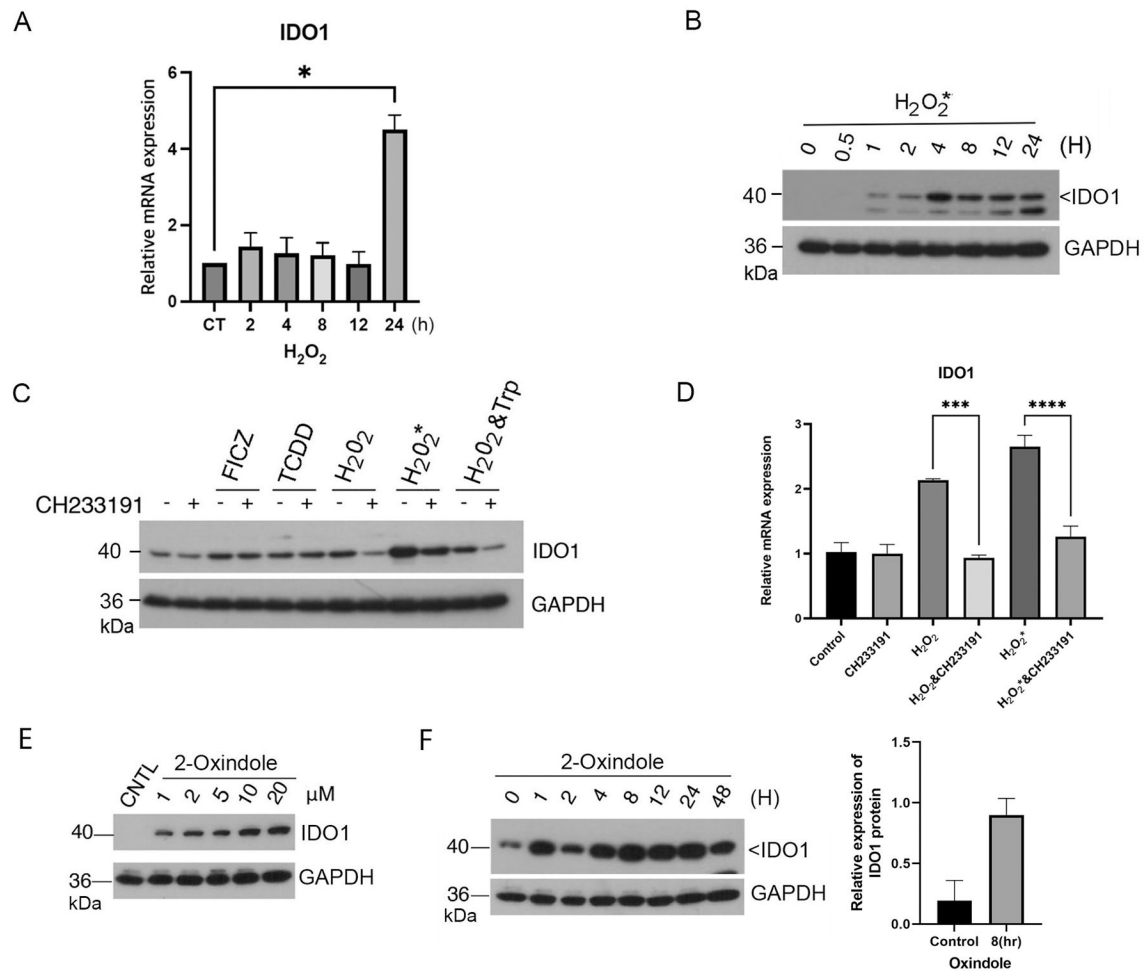 A
IDO1
*
Relative mRNA expression
6
4
2
0
CT 2 4 8 12 24 (h)
H₂O₂
B
H₂O₂*
0 0.5 1 2 4 8 12 24 (H)
40 <IDO1
36 GAPDH
kDa
C
FICZ TCDD H₂O₂ H₂O₂* H₂O₂&Trp
CH233191 - + - + - + - + - + - +
40 IDO1
36 GAPDH
kDa
D
IDO1
*** ****
Relative mRNA expression
3
2
1
0
Control CH233191 H₂O₂ H₂O₂&CH233191 H₂O₂* H₂O₂*&CH233191
E
2-Oxindole
CNTL 1 2 5 10 20 μM
40 IDO1
36 GAPDH
kDa
F
2-Oxindole
0 1 2 4 8 12 24 48 (H)
40 <IDO1
36 GAPDH
kDa
Relative expression of
IDO1 protein
1.5
1.0
0.5
0.0
Control 8(hr)
Oxindole